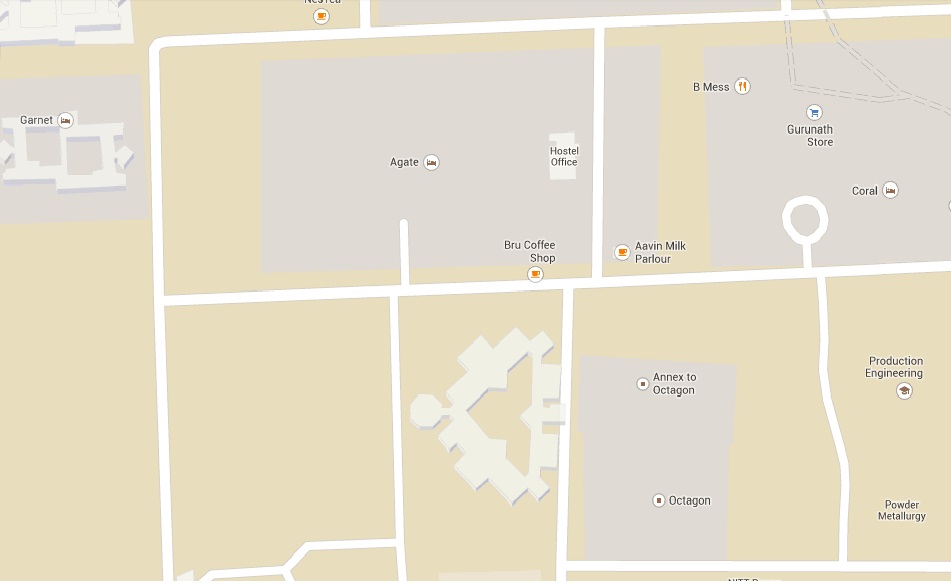 Nestea
B Mess
Gurunath
Store
Garnet
Hostel
Office
Agate
Coral
Bru Coffee
Shop
Aavin Milk
Parlour
Production
Engineering
Annex to
Octagon
Octagon
Powder
Metallurgy